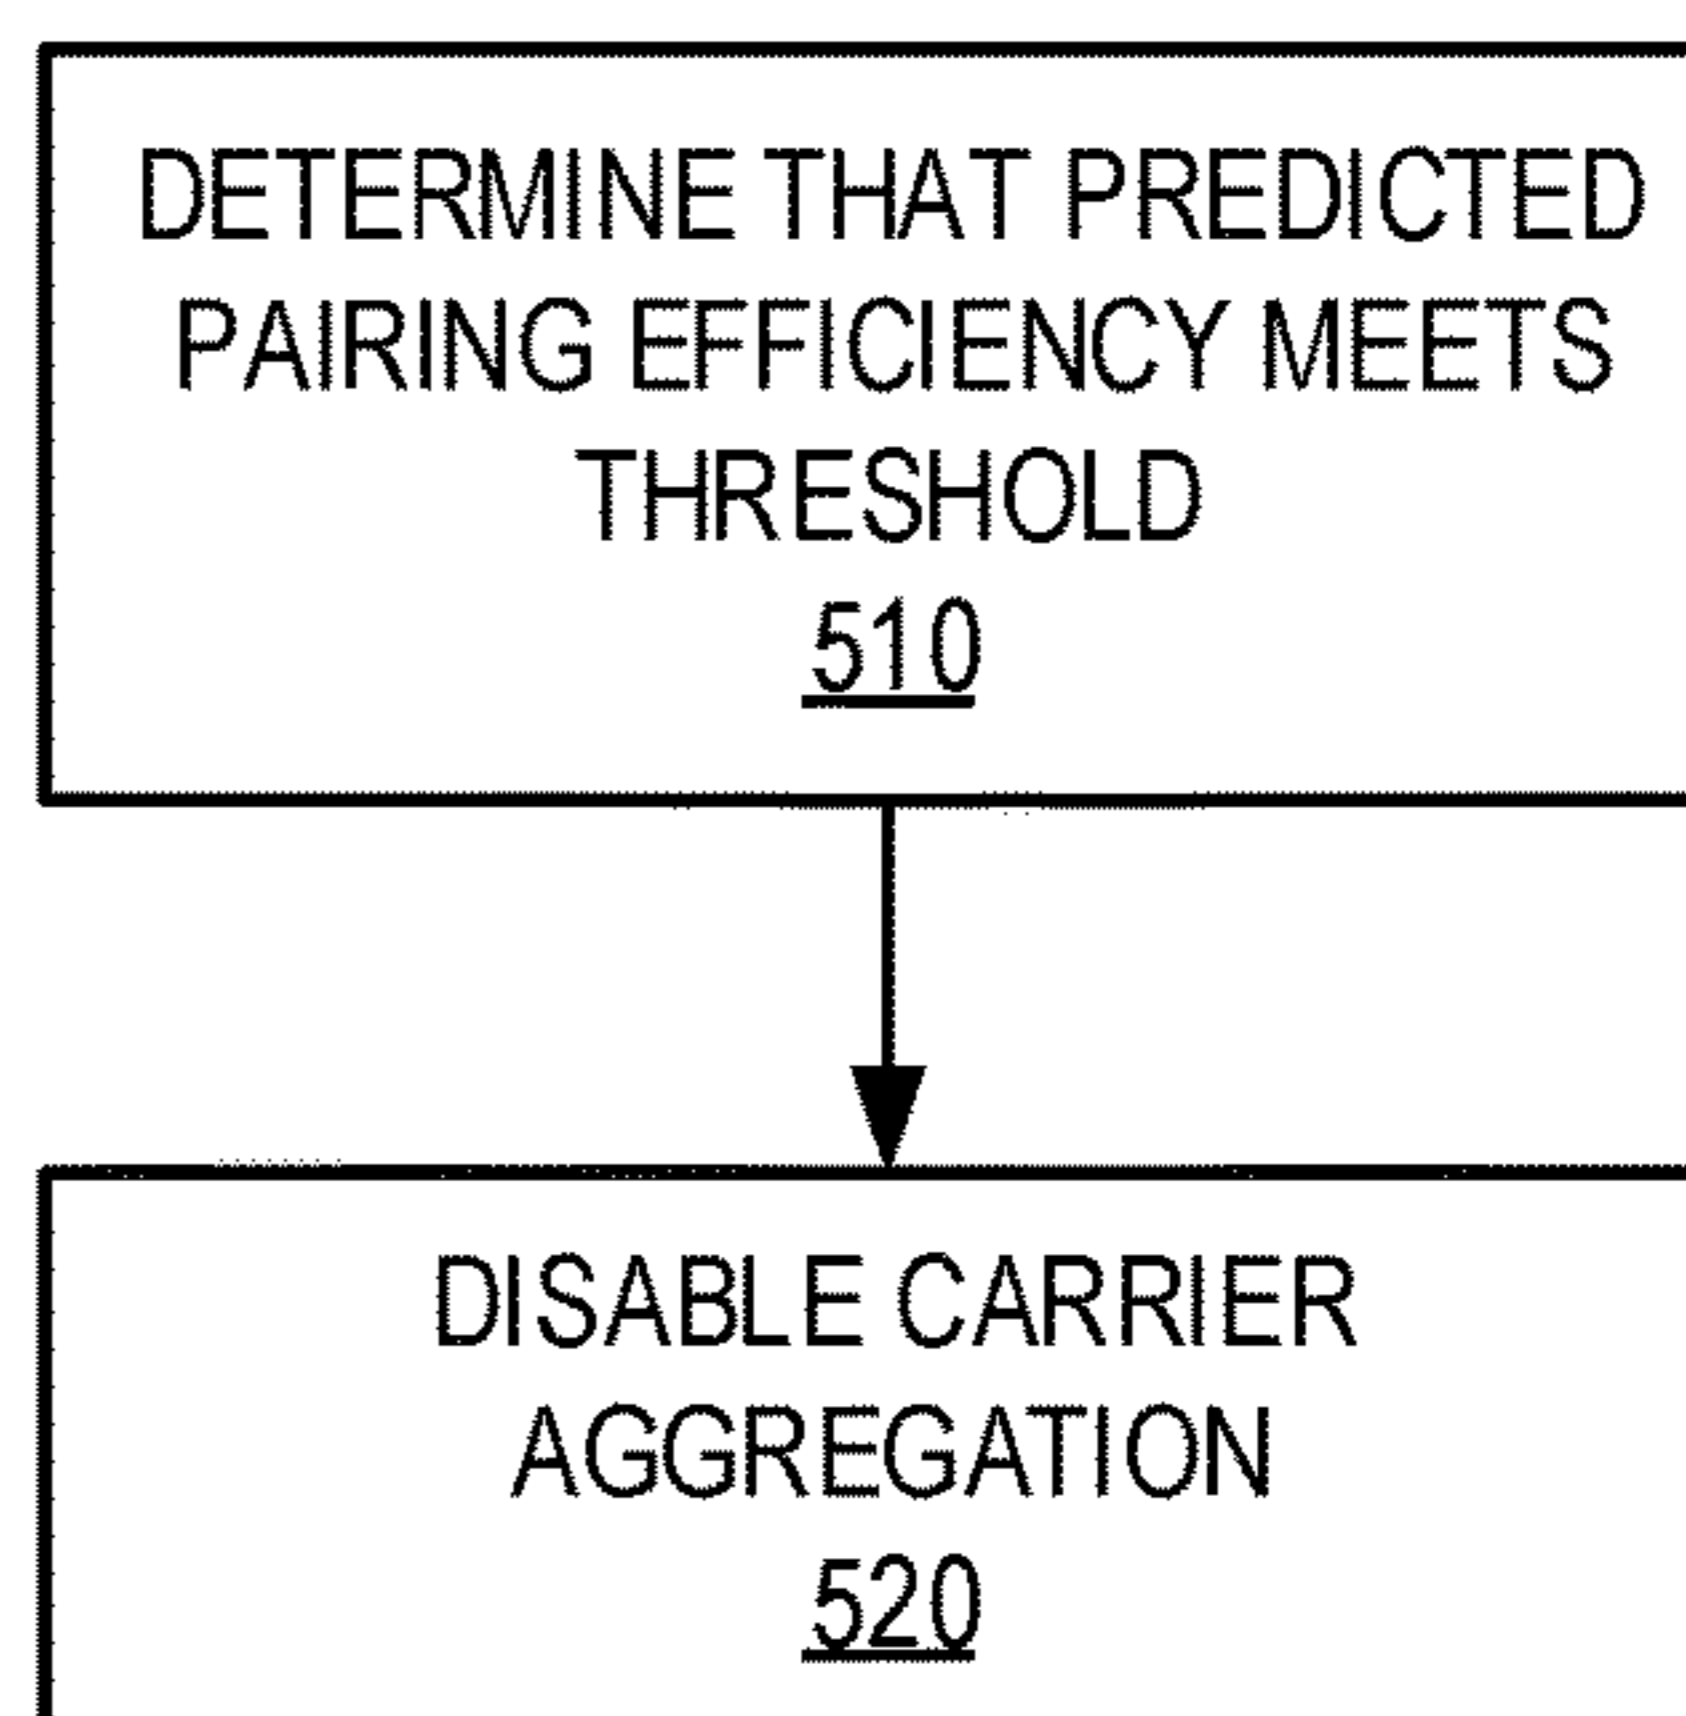 DETERMINE THAT PREDICTED
PAIRING EFFICIENCY MEETS
THRESHOLD
510
DISABLE CARRIER
AGGREGATION
520